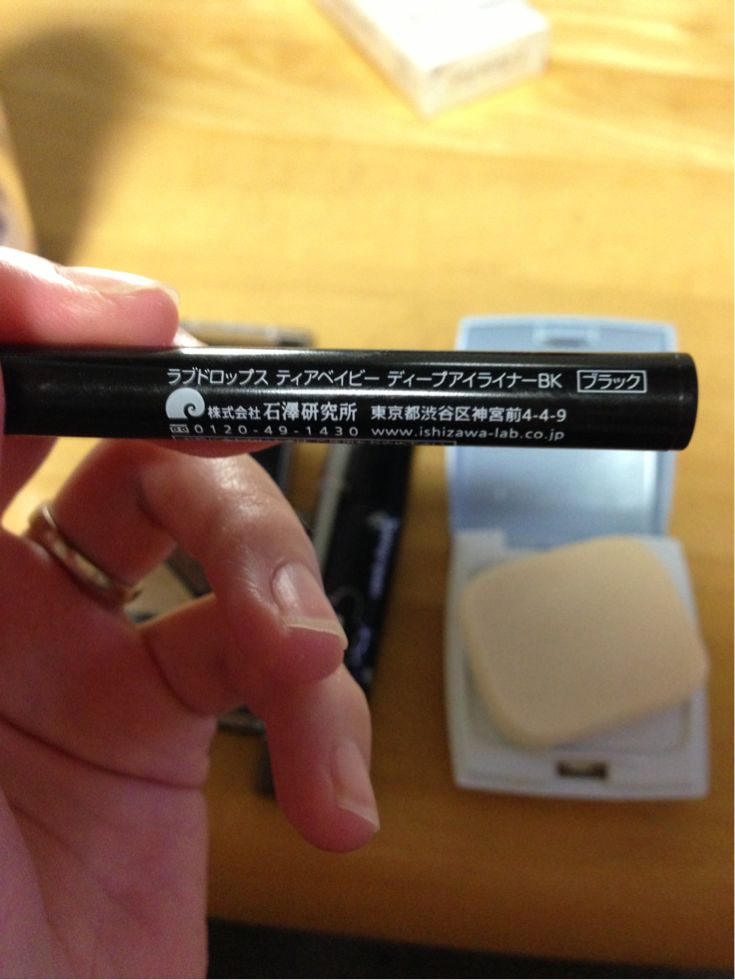 ラブドロップス ティアベイビー ディープアイライナーBK ブラック
株式会社 石澤研究所 東京都渋谷区神宮前4-4-9
0120-49-1430 www.ishizawa-lab.co.jp